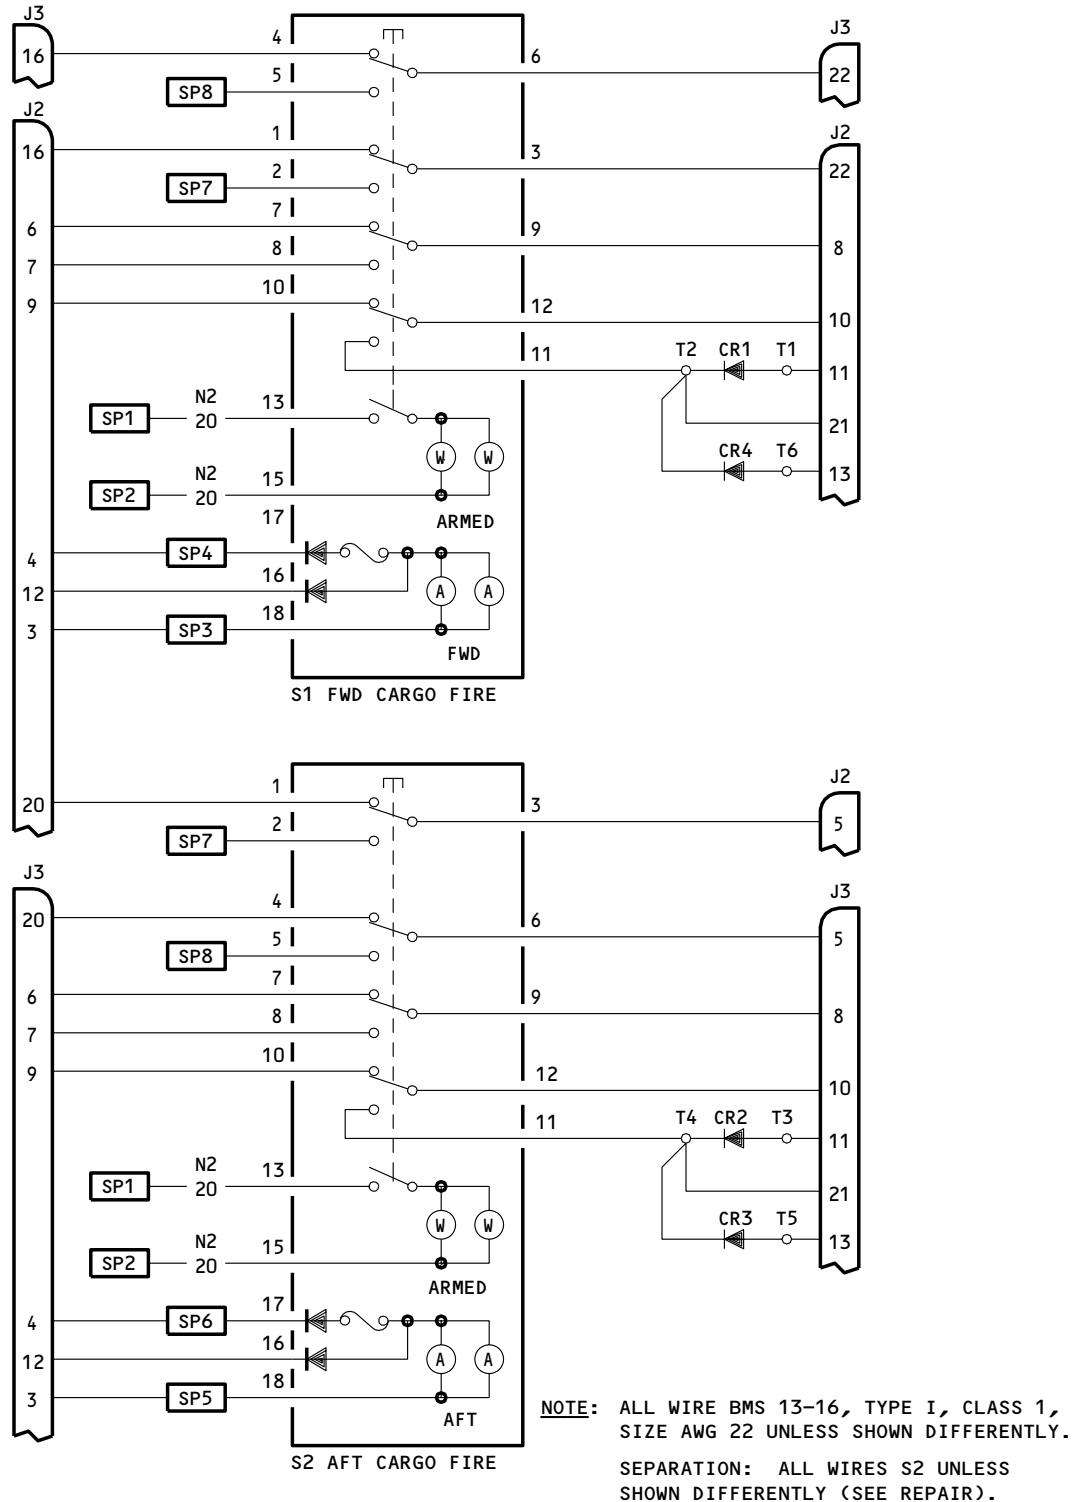 J3
4
16
6
J3
5
22
SP8
J2
1
16
3
J2
2
22
SP7
7
6
9
8
8
7
10
9
12
10
11
T2 CR1 T1
11
N2
13
SP1
20
21
W W
CR4 T6
N2
15
13
SP2
20
17
ARMED
4
SP4
16
12
A A
18
3
SP3
FWD
S1 FWD CARGO FIRE
1
J2
20
3
2
5
SP7
J3
J3
4
20
6
5
5
SP8
7
6
9
8
8
7
10
9
12
10
11
T4 CR2 T3
11
N2
13
SP1
20
21
W W
CR3 T5
N2
15
13
SP2
20
ARMED
17
4
SP6
16
12
A A
18
3
SP5
AFT
S2 AFT CARGO FIRE
NOTE: ALL WIRE BMS 13-16, TYPE I, CLASS 1,
SIZE AWG 22 UNLESS SHOWN DIFFERENTLY.
SEPARATION: ALL WIRES S2 UNLESS
SHOWN DIFFERENTLY (SEE REPAIR).